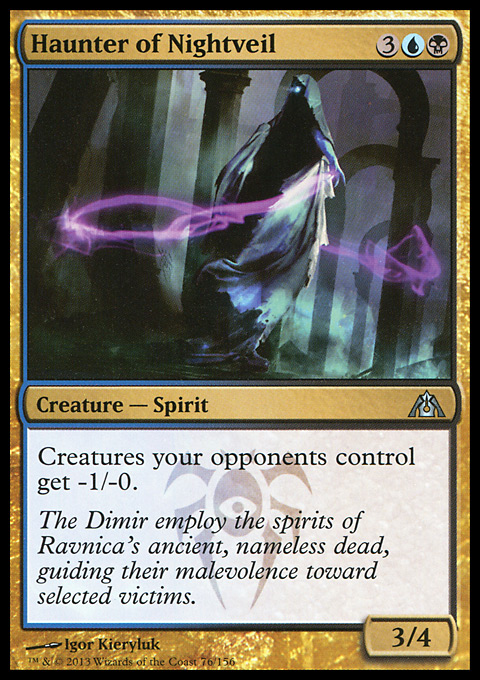 Haunter of Nightveil 3
Creature — Spirit
Creatures your opponents control
get -1/-0.
The Dimir employ the spirits of
Ravnica's ancient, nameless dead,
guiding their malevolence toward
selected victims.
3/4
Igor Kieryluk
™ & © 2013 Wizards of the Coast 76/156